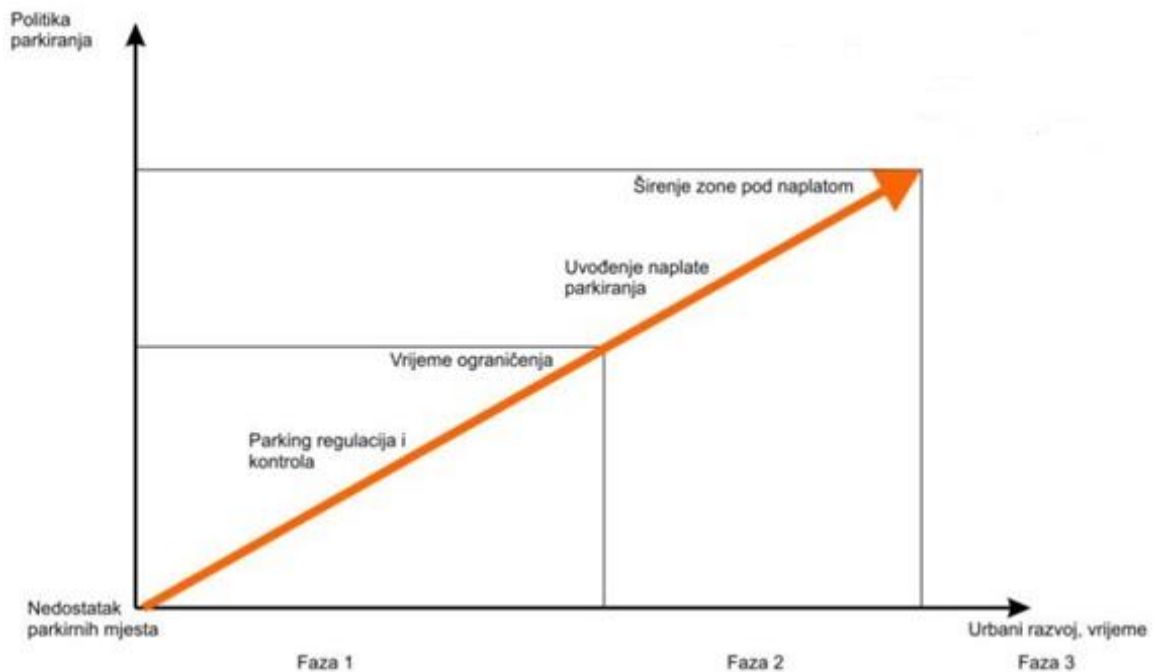 Politika
parkiranja
Širenje zone pod naplatom
Uvođenje naplate
parkiranja
Vrijeme ograničenja
Parking regulacija i
kontrola
Nedostatak
parkirnih mjesta
Urbani razvoj, vrijeme
Faza 1
Faza 2
Faza 3